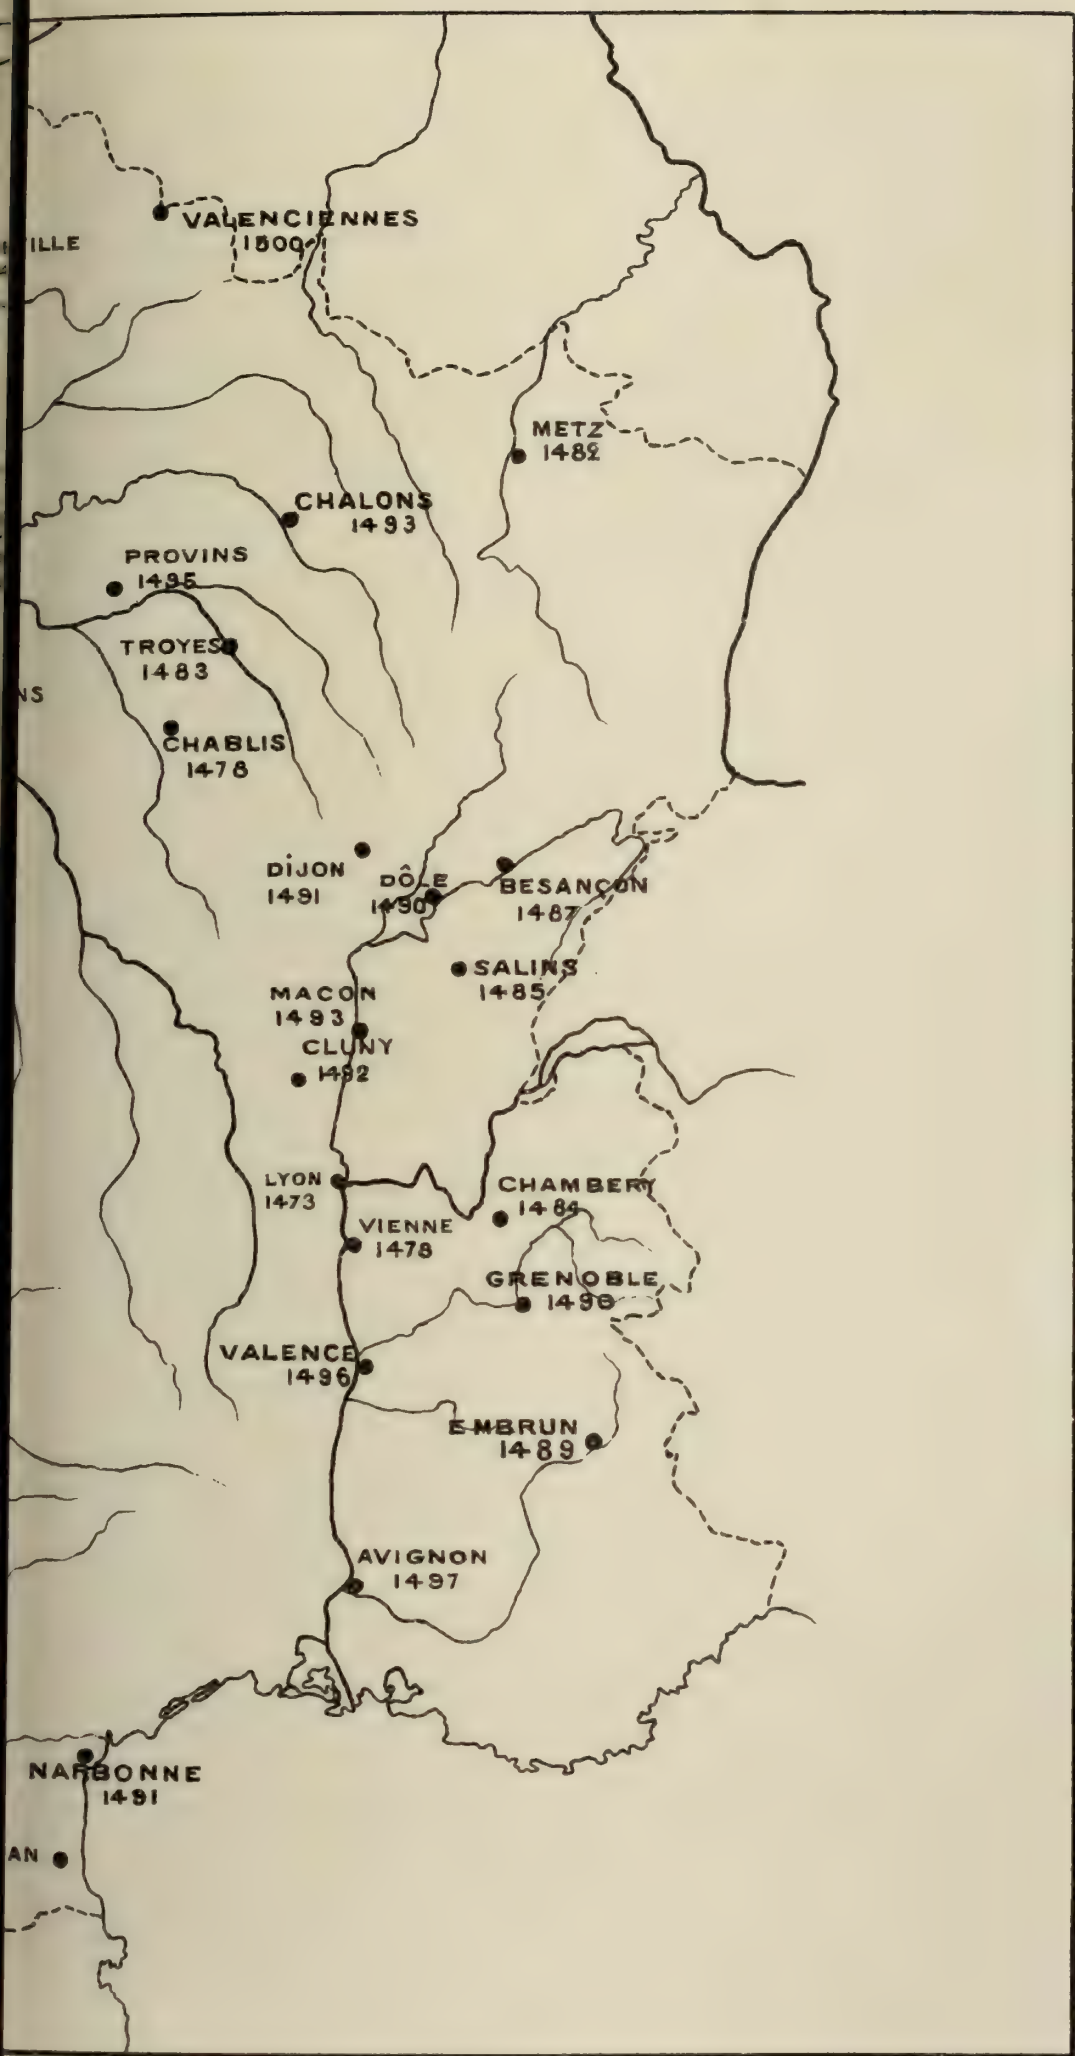 VALENCIENNES
1500
VILLE
METZ
1482
CHALONS
1493
PROVINS
1495
TROYES
1483
NS
CHABLIS
1478
DIJON
1491
DÔLE
1490
BESANÇON
1487
SALINS
1485
MACON
1493
CLUNY
1492
LYON
1473
CHAMBERY
1484
VIENNE
1478
GRENOBLE
1490
VALENCE
1496
EMBRUN
1489
AVIGNON
1497
NARBONNE
1491
AN